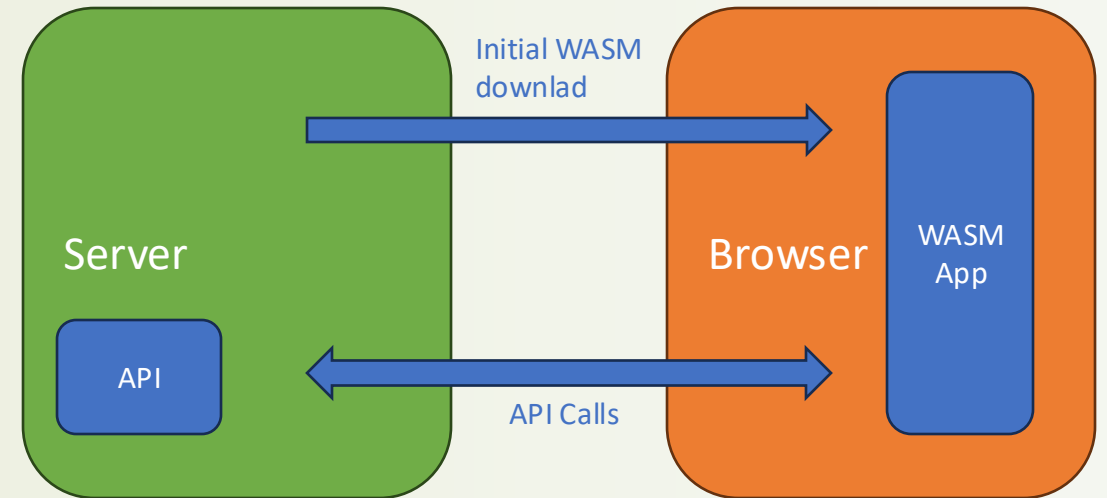 Initial WASM
downlad
Server
Browser
WASM
App
API
API Calls